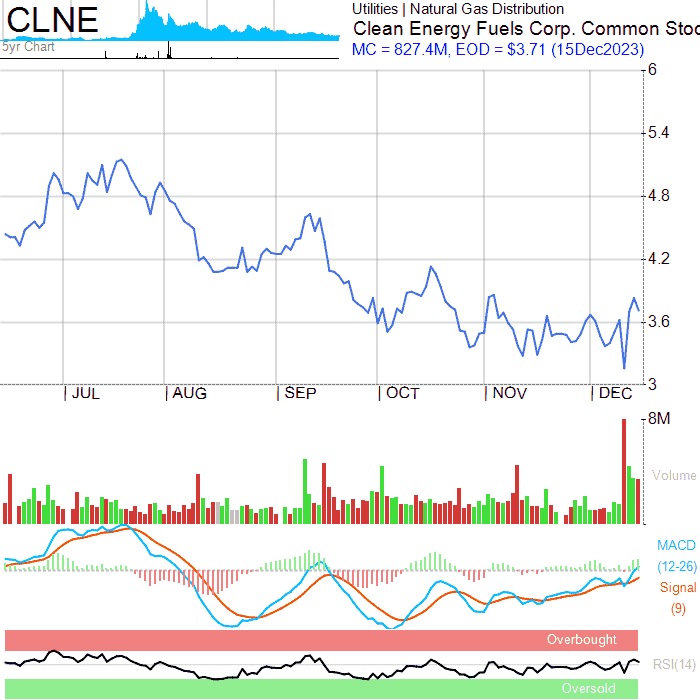 CLNE
5yr Chart
Utilities | Natural Gas Distribution
Clean Energy Fuels Corp. Common Stoc
MC = 827.4M, EOD = $3.71 (15Dec2023)
6
5.4
4.8
4.2
3.6
3
JUL AUG SEP OCT NOV DEC
8M
Volume
MACD
(12-26)
Signal
(9)
Overbought
RSI(14)
Oversold